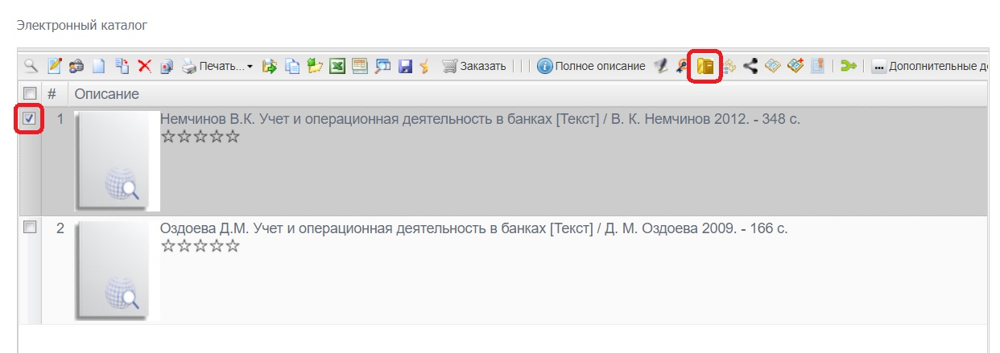 Электронный каталог
Печать... Заказать Полное описание ... Дополнительные д
# Описание
1 Немчинов В.К. Учет и операционная деятельность в банках [Текст] / В. К. Немчинов 2012. - 348 с.
2 Оздоева Д.М. Учет и операционная деятельность в банках [Текст] / Д. М. Оздоева 2009. - 166 с.